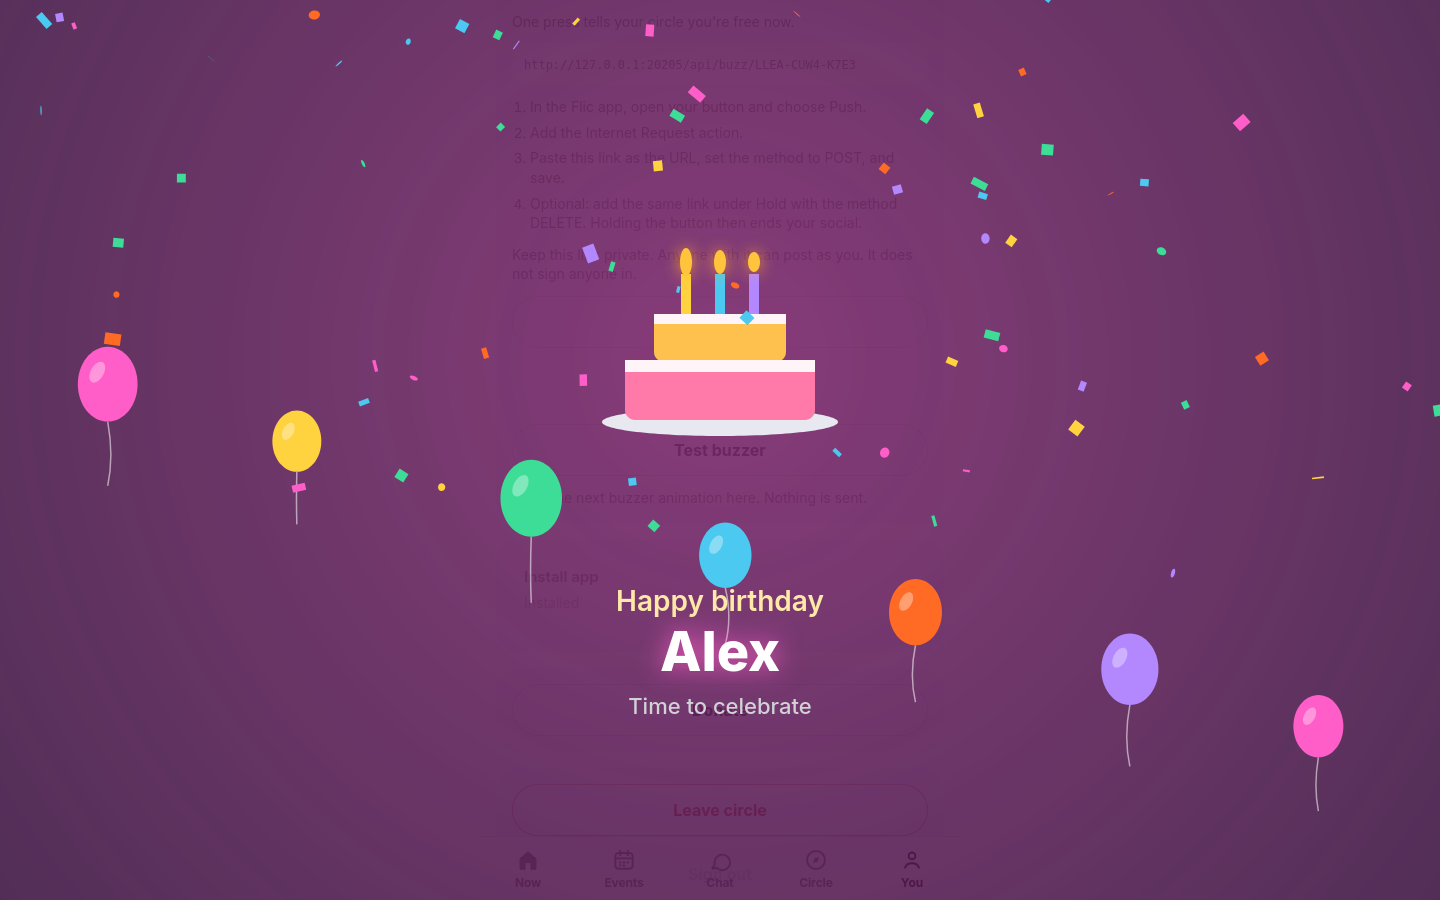 One press tells your circle you're free now.
http://127.0.0.1:20205/api/buzz/LLEA-CUW4-K7E3
1. In the Flic app, open your button and choose Push.
2. Add the Internet Request action.
3. Paste this link as the URL, set the method to POST, and
save.
4. Optional: add the same link under Hold with the method
DELETE. Holding the button then ends your social.
Keep this link private. Anyone with it can post as you. It does
not sign anyone in.
Test buzzer
next buzzer animation here. Nothing is sent.
Install app
Installed
Happy birthday
Alex
Time to celebrate
Leave circle
Sign out
Now
Events
Chat
Circle
You